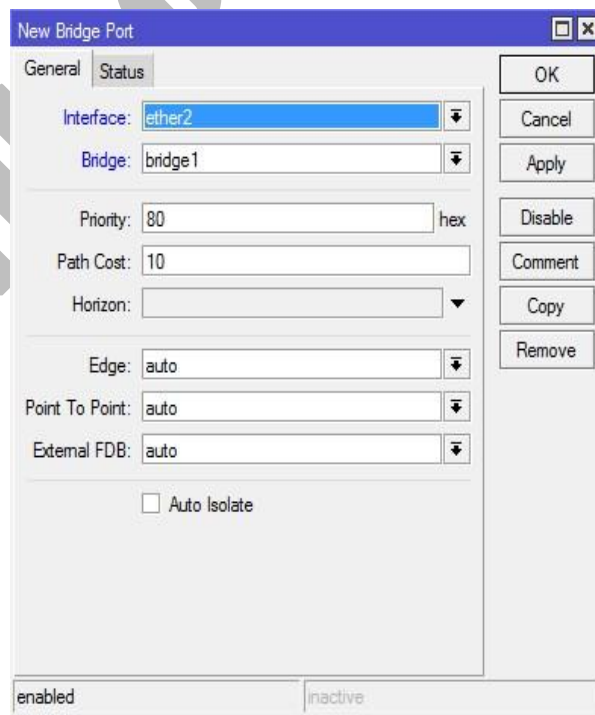 New Bridge Port
General Status
OK
Interface: ether2
Cancel
Bridge: bridge1
Apply
Priority: 80 hex
Disable
Path Cost: 10
Comment
Horizon:
Copy
Remove
Edge: auto
Point To Point: auto
External FDB: auto
Auto Isolate
enabled inactive